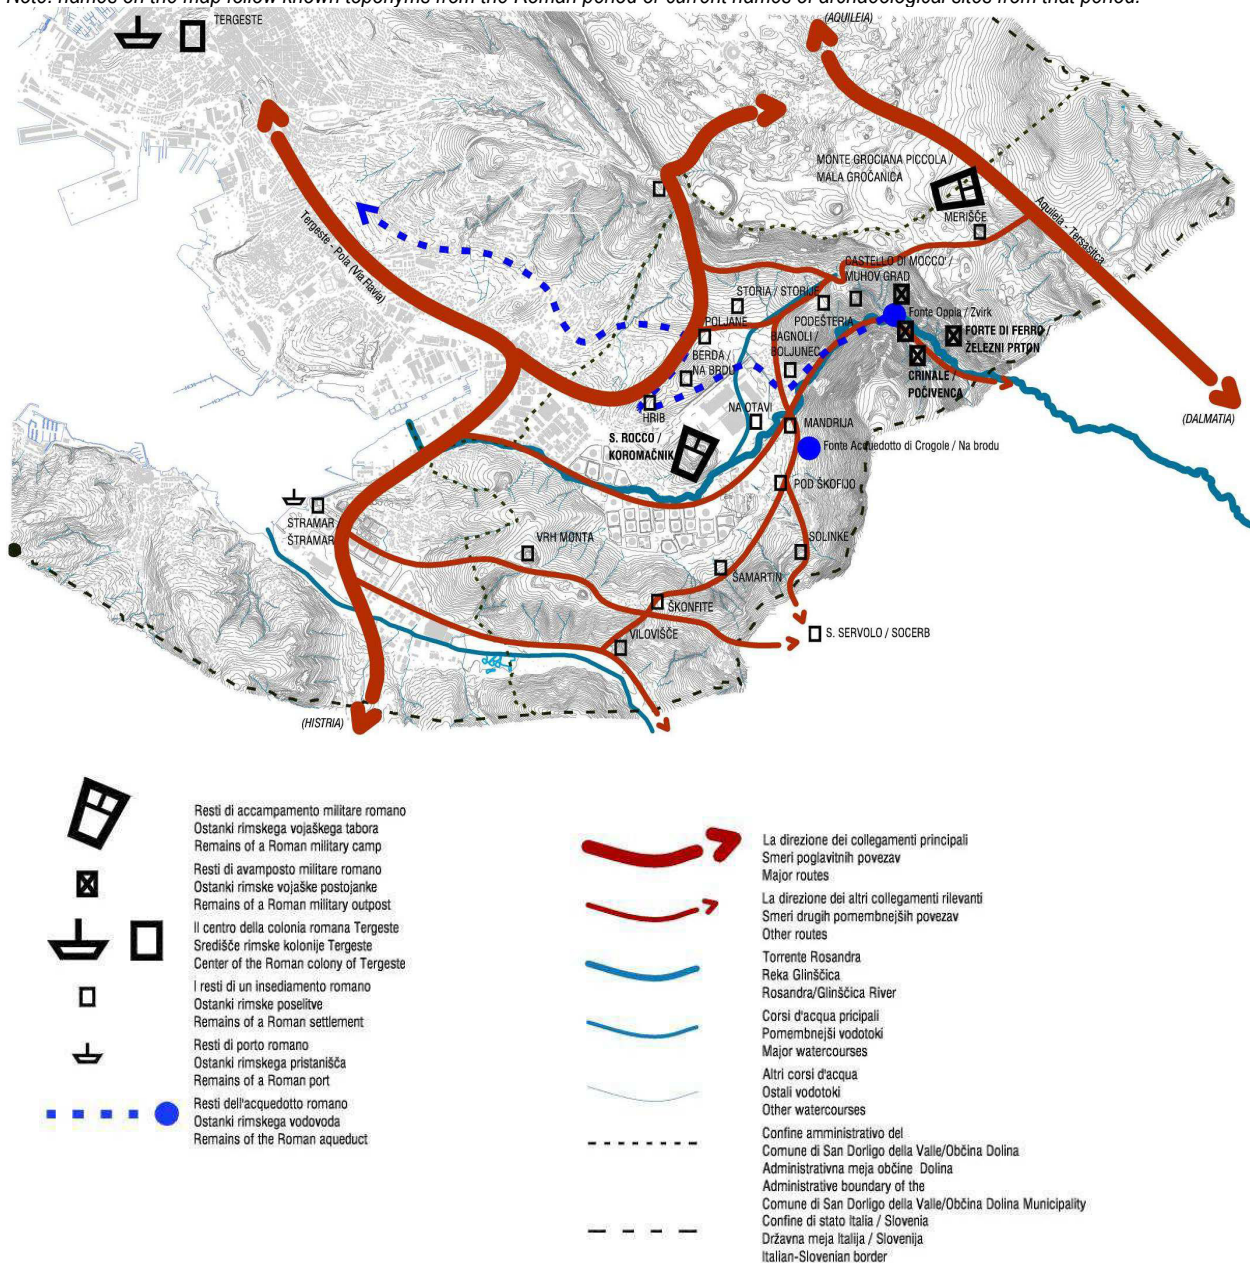 Note: names on the map follow known toponyms from the Roman period or current names of archaeological sites from that period.
TERGESTE
(AQUILEIA)
MONTE GROCIANA PICCOLA /
MALA GROČANICA
MERIŠČE
Aquileia - Tersasitca
Tergeste - Pola (Via Flavia)
CASTELLO DI MOCCO' /
MUHOV GRAD
STORIA / STORIJE
POLJANE
PODEŠTERIA
Fonte Oppia / Zvirk
BAGNOLI /
BOLJUNEC
FORTE DI FERRO /
ŽELEZNI PRTON
BERDA /
NA BRDU
CRINALE /
POČIVENCA
HRIB
NA OTAVI
MANDRIJA
(DALMATIA)
S. ROCCO /
KOROMAČNIK
Fonte Acquedotto di Crogole / Na brodu
POD ŠKOFIJO
STRAMAR /
ŠTRAMAR
VRH MONTA
SOLINKE
ŠAMARTIN
ŠKONFITE
VILOVIŠČE
S. SERVOLO / SOCERB
(HISTRIA)
Resti di accampamento militare romano
Ostanki rimskega vojaškega tabora
Remains of a Roman military camp
Resti di avamposto militare romano
Ostanki rimske vojaške postojanke
Remains of a Roman military outpost
Il centro della colonia romana Tergeste
Središče rimske kolonije Tergeste
Center of the Roman colony of Tergeste
I resti di un insediamento romano
Ostanki rimske poselitve
Remains of a Roman settlement
Resti di porto romano
Ostanki rimskega pristanišča
Remains of a Roman port
Resti dell'acquedotto romano
Ostanki rimskega vodovoda
Remains of the Roman aqueduct
La direzione dei collegamenti principali
Smeri poglavitnih povezav
Major routes
La direzione dei altri collegamenti rilevanti
Smeri drugih pomembnejših povezav
Other routes
Torrente Rosandra
Reka Glinščica
Rosandra/Glinščica River
Corsi d'acqua pricipali
Pomembnejši vodotoki
Major watercourses
Altri corsi d'acqua
Ostali vodotoki
Other watercourses
Confine amministrativo del
Comune di San Dorligo della Valle/Občina Dolina
Administrativna meja občine Dolina
Administrative boundary of the
Comune di San Dorligo della Valle/Občina Dolina Municipality
Confine di stato Italia / Slovenia
Državna meja Italija / Slovenija
Italian-Slovenian border